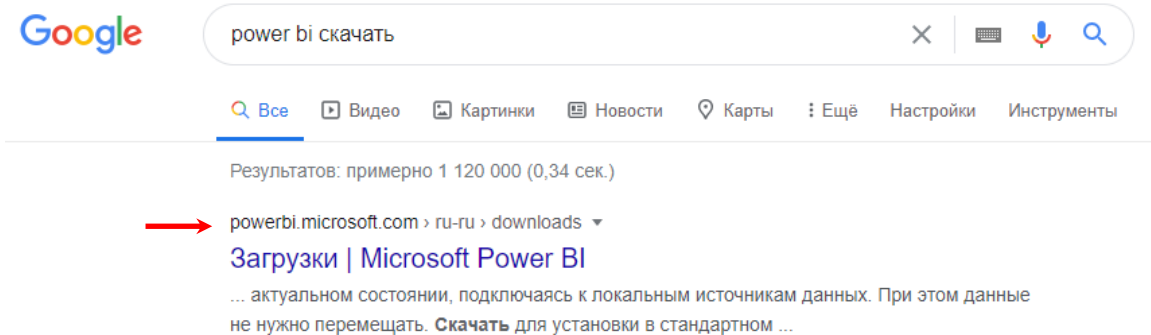 Google
power bi скачать
Все Видео Картинки Новости Карты Ещё Настройки Инструменты
Результатов: примерно 1 120 000 (0,34 сек.)
powerbi.microsoft.com › ru-ru › downloads
Загрузки | Microsoft Power BI
... актуальном состоянии, подключаясь к локальным источникам данных. При этом данные
не нужно перемещать. Скачать для установки в стандартном ...